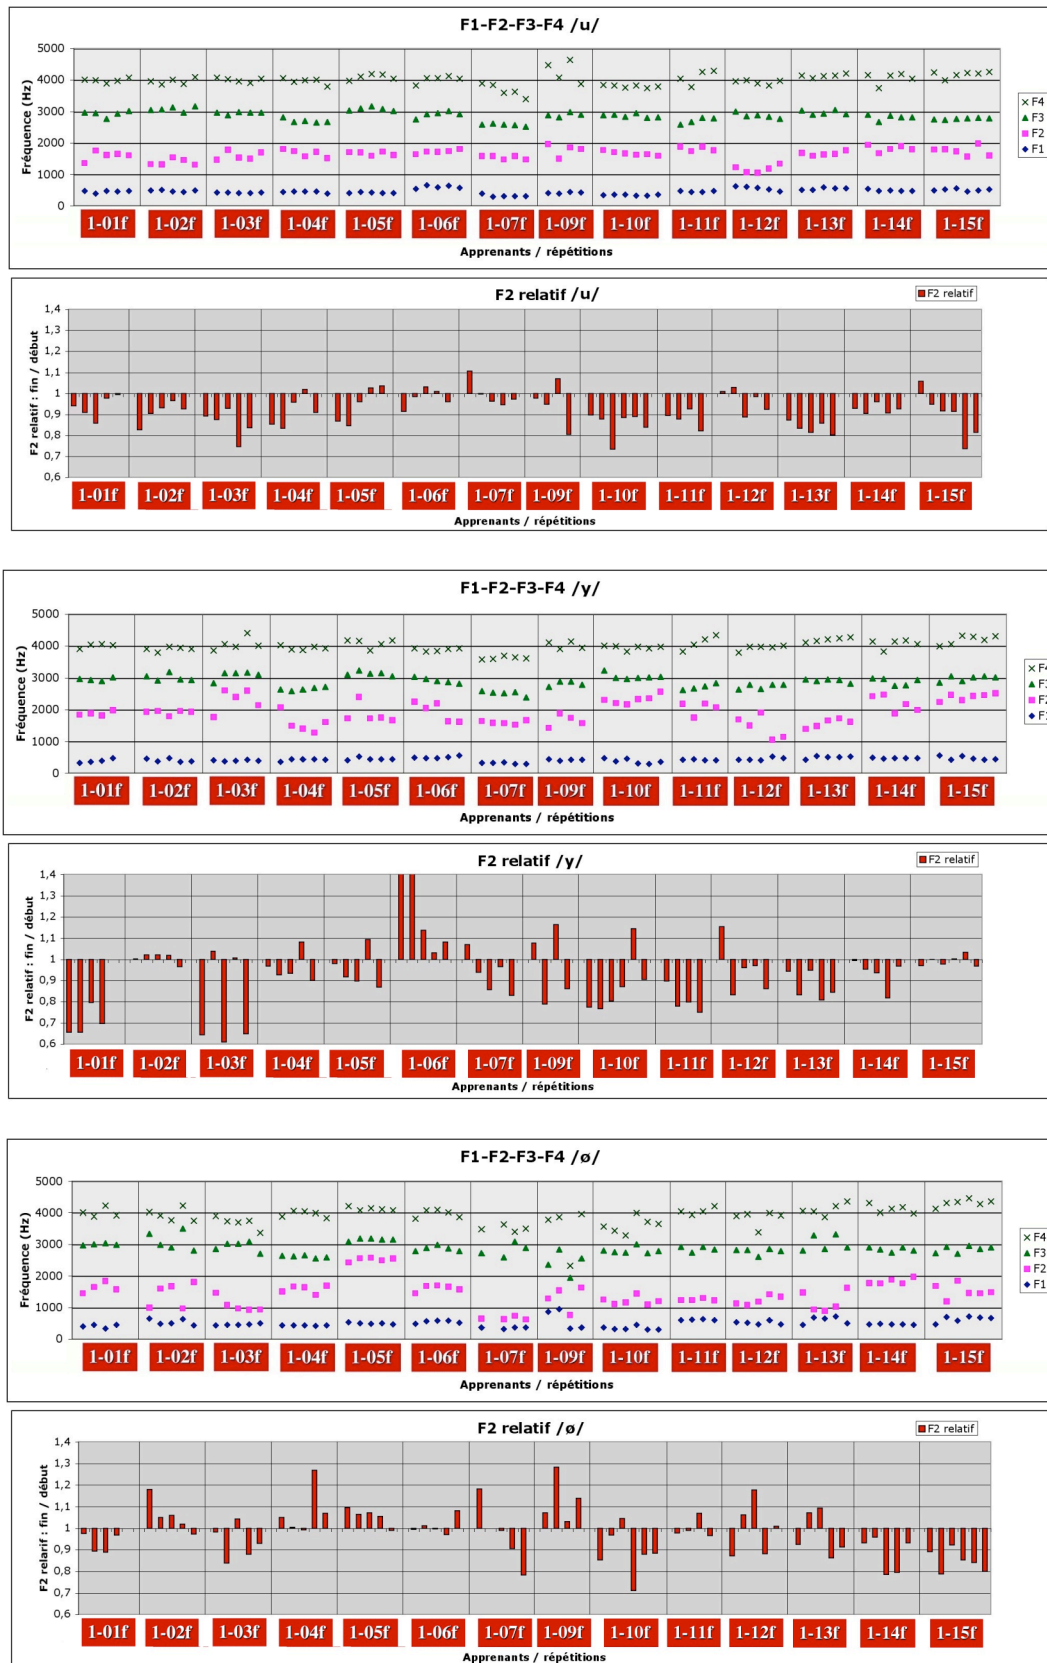 F1-F2-F3-F4 /u/
Fréquence (Hz)
5000
4000
3000
2000
1000
0
F4
F3
F2
F1
1-01f 1-02f 1-03f 1-04f 1-05f 1-06f 1-07f 1-09f 1-10f 1-11f 1-12f 1-13f 1-14f 1-15f
Apprenants / répétitions
F2 relatif /u/
F2 relatif
F2 relatif : fin / début
1,4
1,3
1,2
1,1
1
0,9
0,8
0,7
0,6
1-01f 1-02f 1-03f 1-04f 1-05f 1-06f 1-07f 1-09f 1-10f 1-11f 1-12f 1-13f 1-14f 1-15f
Apprenants / répétitions
F1-F2-F3-F4 /y/
Fréquence (Hz)
5000
4000
3000
2000
1000
0
1-01f 1-02f 1-03f 1-04f 1-05f 1-06f 1-07f 1-09f 1-10f 1-11f 1-12f 1-13f 1-14f 1-15f
Apprenants / répétitions
F2 relatif /y/
F2 relatif
F2 relatif : fin / début
1,4
1,3
1,2
1,1
1
0,9
0,8
0,7
0,6
1-01f 1-02f 1-03f 1-04f 1-05f 1-06f 1-07f 1-09f 1-10f 1-11f 1-12f 1-13f 1-14f 1-15f
Apprenants / répétitions
F1-F2-F3-F4 /ø/
Fréquence (Hz)
5000
4000
3000
2000
1000
0
F4
F3
F2
F1
1-01f 1-02f 1-03f 1-04f 1-05f 1-06f 1-07f 1-09f 1-10f 1-11f 1-12f 1-13f 1-14f 1-15f
Apprenants / répétitions
F2 relatif /ø/
F2 relatif
F2 relarif : fin / début
1,4
1,3
1,2
1,1
1
0,9
0,8
0,7
0,6
1-01f 1-02f 1-03f 1-04f 1-05f 1-06f 1-07f 1-09f 1-10f 1-11f 1-12f 1-13f 1-14f 1-15f
Apprenants / répétitions